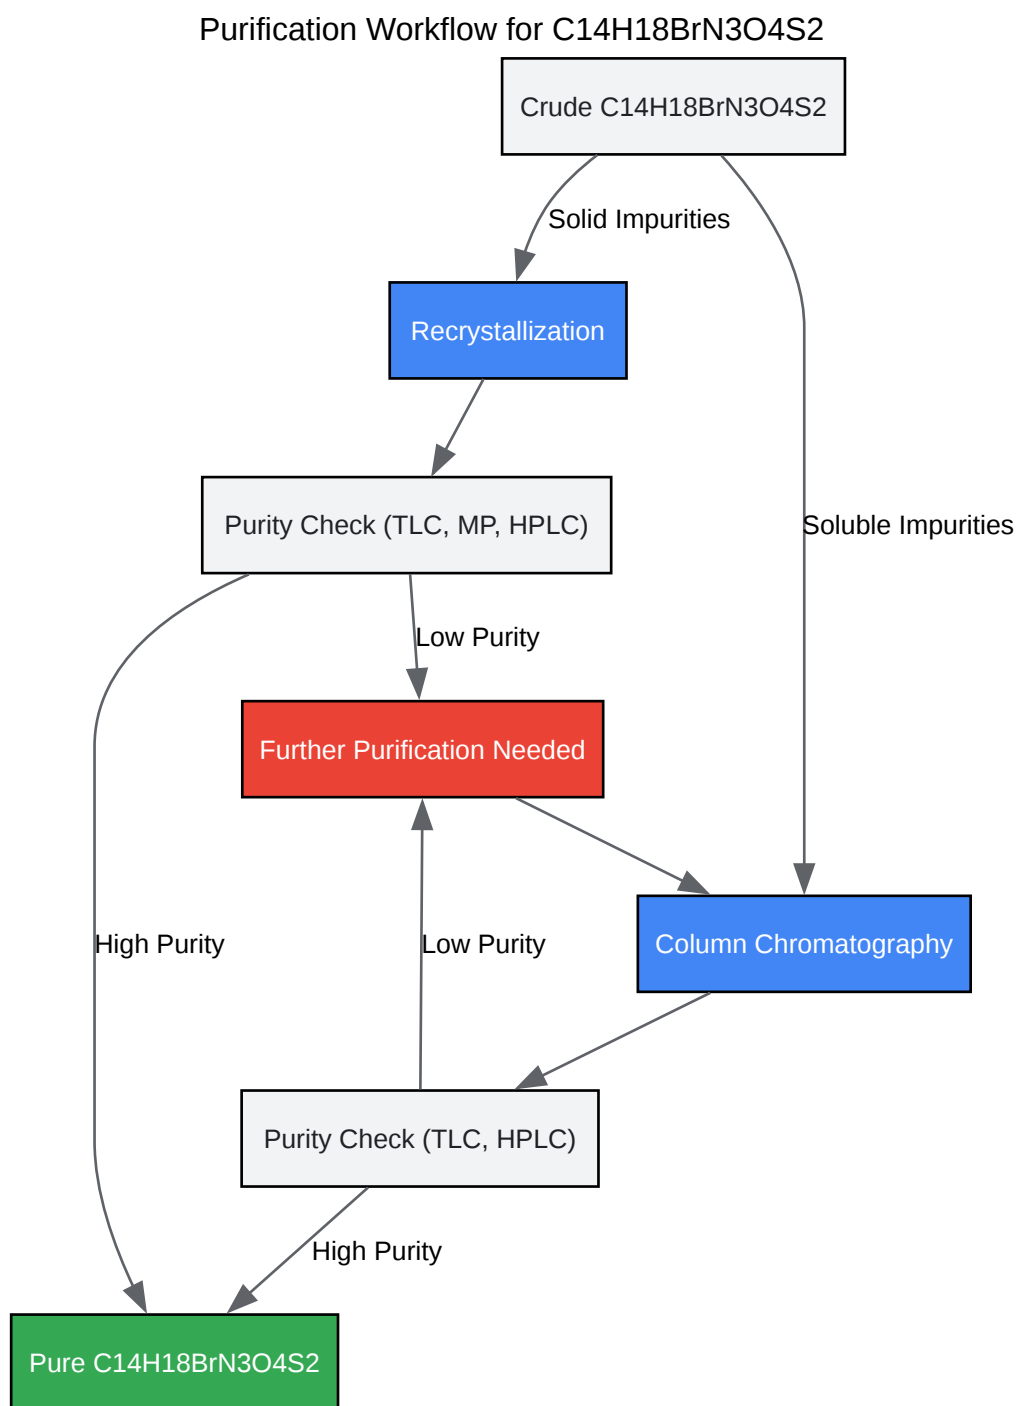 Purification Workflow for C14H18BrN3O4S2
Crude C14H18BrN3O4S2
Solid Impurities
Recrystallization
Purity Check (TLC, MP, HPLC)
Soluble Impurities
Low Purity
Further Purification Needed
High Purity
Low Purity
Column Chromatography
Purity Check (TLC, HPLC)
High Purity
Pure C14H18BrN3O4S2